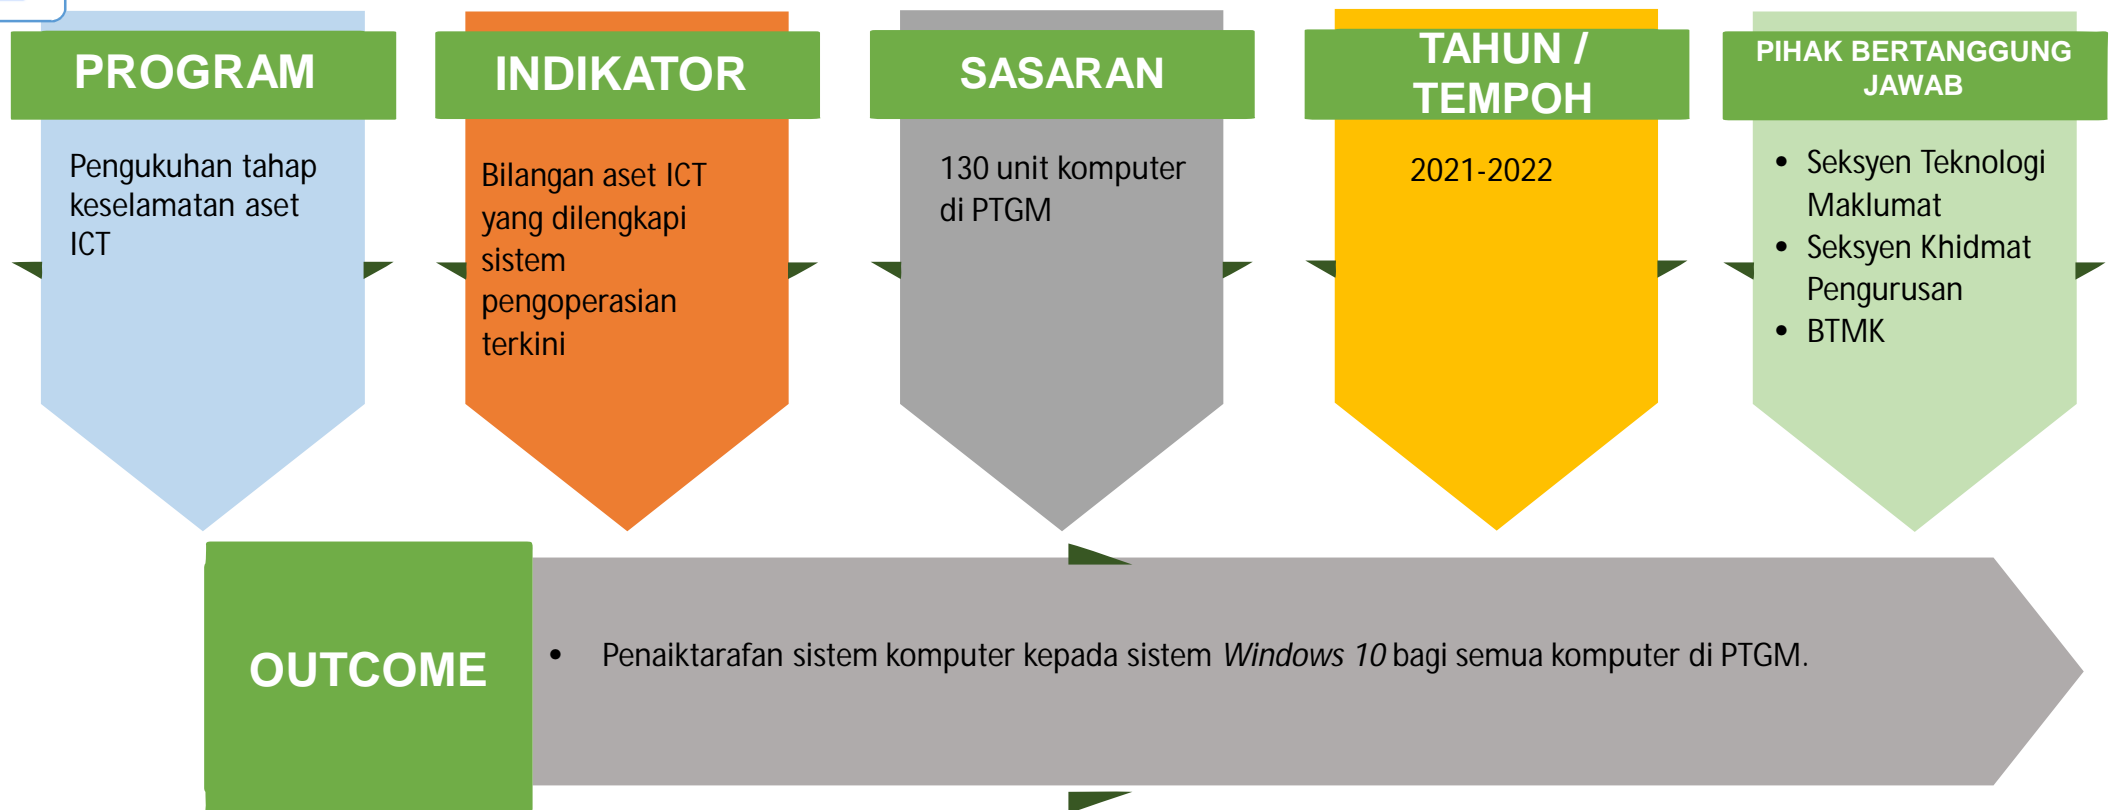 PROGRAM
Pengukuhan tahap
keselamatan aset
ICT
INDIKATOR
Bilangan aset ICT
yang dilengkapi
sistem
pengoperasian
terkini
SASARAN
130 unit komputer
di PTGM
TAHUN /
TEMPOH
2021-2022
PIHAK BERTANGGUNG
JAWAB
• Seksyen Teknologi
Maklumat
• Seksyen Khidmat
Pengurusan
• BTMK
OUTCOME
• Penaiktarafan sistem komputer kepada sistem Windows 10 bagi semua komputer di PTGM.